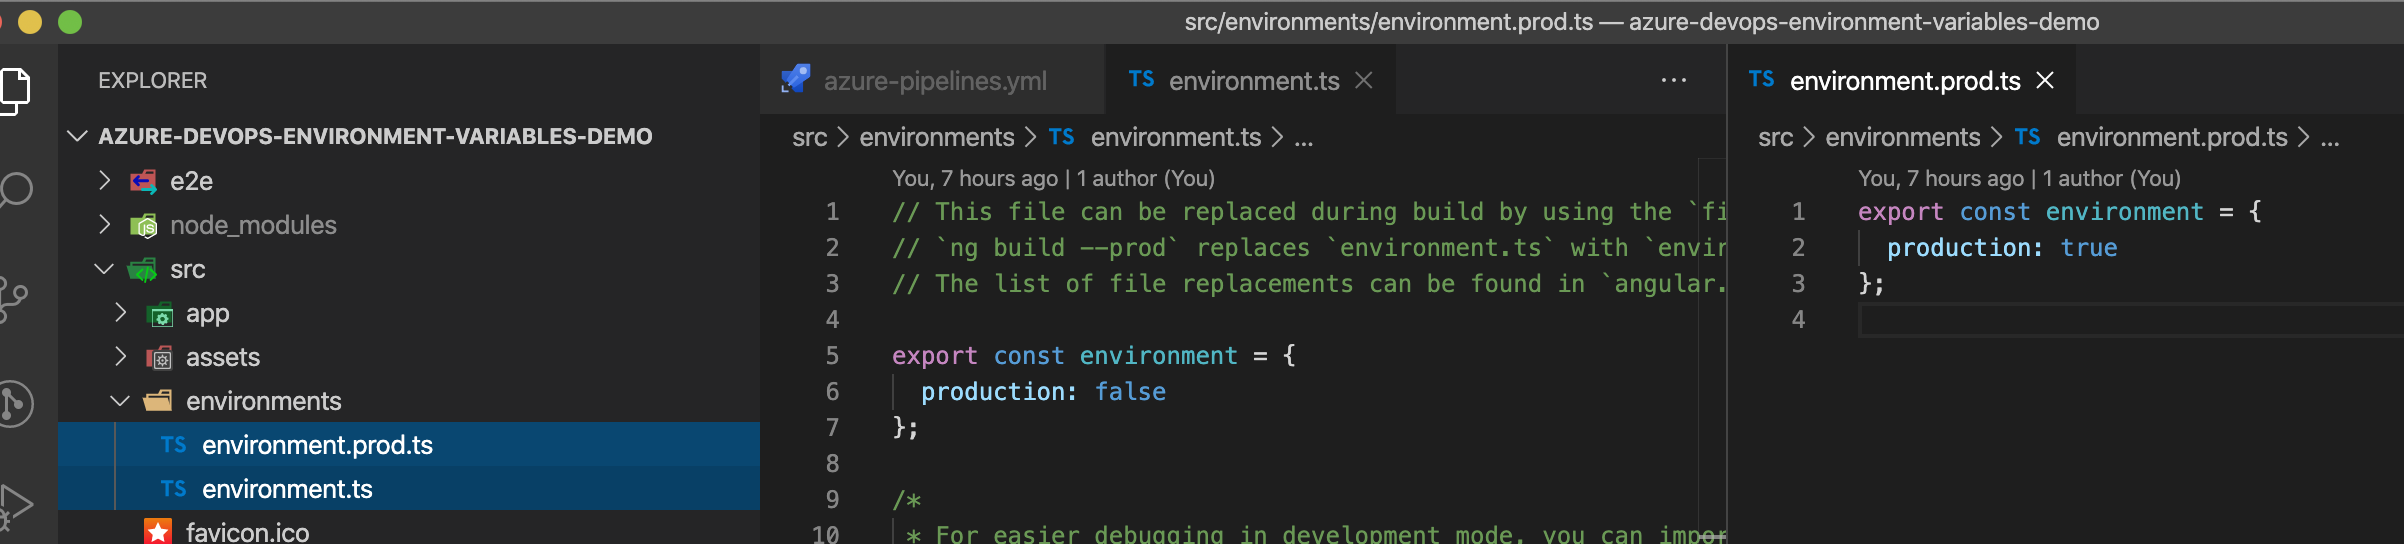 src/environments/environment.prod.ts — azure-devops-environment-variables-demo
EXPLORER
AZURE-DEVOPS-ENVIRONMENT-VARIABLES-DEMO
e2e
node_modules
src
app
assets
environments
TS environment.prod.ts
TS environment.ts
favicon.ico
azure-pipelines.yml
TS environment.ts
src > environments > TS environment.ts > ...
You, 7 hours ago | 1 author (You)
1 // This file can be replaced during build by using the `fi
2 // `ng build --prod` replaces `environment.ts` with `envir
3 // The list of file replacements can be found in `angular.
4
5 export const environment = {
6 production: false
7 };
8
9 /*
10 * For easier debugging in development mode, you can impor
TS environment.prod.ts
src > environments > TS environment.prod.ts > ...
You, 7 hours ago | 1 author (You)
1 export const environment = {
2 production: true
3 };
4